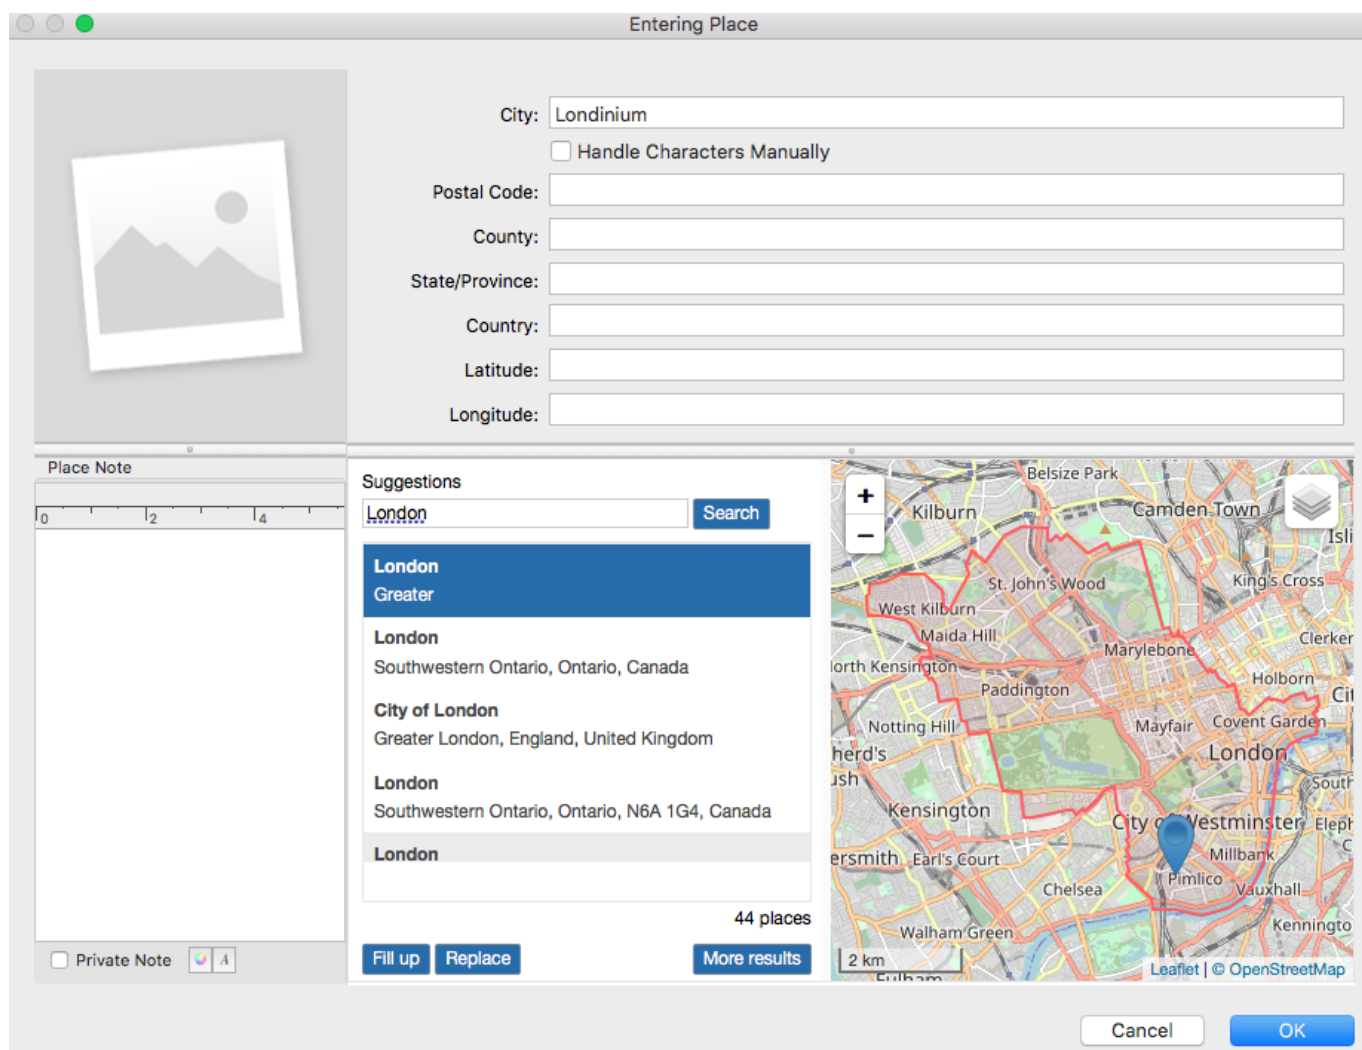 Entering Place
City: Londinium
Handle Characters Manually
Postal Code:
County:
State/Province:
Country:
Latitude:
Longitude:
Place Note
0 2 4
Private Note
A
Suggestions
London Search
London
Greater
London
Southwestern Ontario, Ontario, Canada
City of London
Greater London, England, United Kingdom
London
Southwestern Ontario, Ontario, N6A 1G4, Canada
London
44 places
Fill up Replace More results
+
−
Belsize Park
Kilburn
Camden Town
St. John's Wood
King's Cross
West Kilburn
Maida Hill
Marylebone
Kensington
Paddington
Holborn
Notting Hill
Mayfair Covent Garden
London
Kensington
City of Westminster
Earl's Court
Millbank
Chelsea
Pimlico
Vauxhall
Walham Green
2 km
Leaflet | © OpenStreetMap
Cancel OK